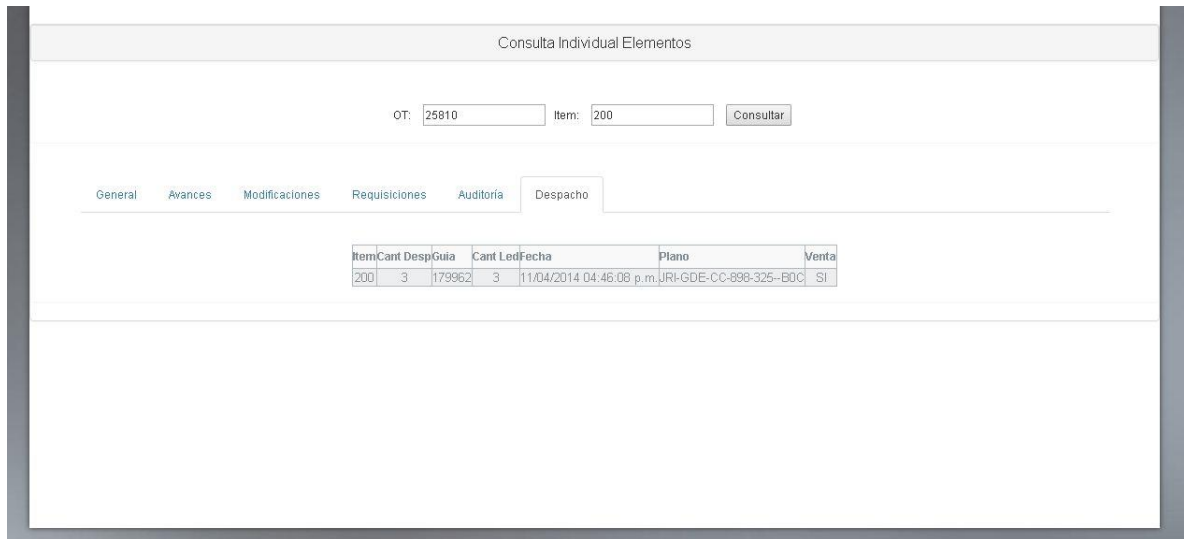 Consulta Individual Elementos
OT: 25810 Item: 200 Consultar
General Avances Modificaciones Requisiciones Auditoría Despacho
Item Cant Desp Guia Cant Led Fecha Plano Venta
200 3 179962 3 11/04/2014 04:46:08 p.m. JRI-GDE-CC-898-325--B0C SI